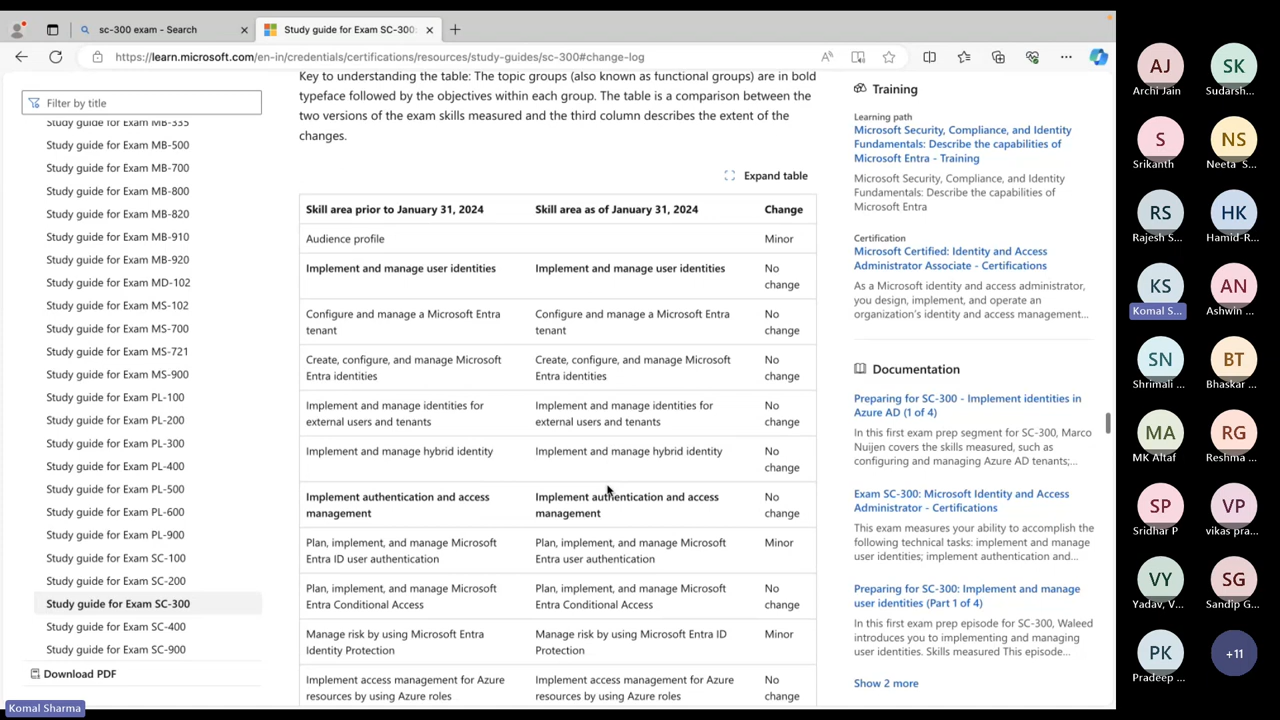 sc-300 exam - Search
Study guide for Exam SC-300:
https://learn.microsoft.com/en-in/credentials/certifications/resources/study-guides/sc-300#change-log
Filter by title
Study guide for Exam MB-335
Study guide for Exam MB-500
Study guide for Exam MB-700
Study guide for Exam MB-800
Study guide for Exam MB-820
Study guide for Exam MB-910
Study guide for Exam MB-920
Study guide for Exam MD-102
Study guide for Exam MS-102
Study guide for Exam MS-700
Study guide for Exam MS-721
Study guide for Exam MS-900
Study guide for Exam PL-100
Study guide for Exam PL-200
Study guide for Exam PL-300
Study guide for Exam PL-400
Study guide for Exam PL-500
Study guide for Exam PL-600
Study guide for Exam PL-900
Study guide for Exam SC-100
Study guide for Exam SC-200
Study guide for Exam SC-300
Study guide for Exam SC-400
Study guide for Exam SC-900
Download PDF
Komal Sharma
Key to understanding the table: The topic groups (also known as functional groups) are in bold
typeface followed by the objectives within each group. The table is a comparison between the
two versions of the exam skills measured and the third column describes the extent of the
changes.
Expand table
Skill area prior to January 31, 2024 Skill area as of January 31, 2024 Change
Audience profile Minor
Implement and manage user identities Implement and manage user identities No
change
Configure and manage a Microsoft Entra Configure and manage a Microsoft Entra No
tenant tenant change
Create, configure, and manage Microsoft Create, configure, and manage Microsoft No
Entra identities Entra identities change
Implement and manage identities for Implement and manage identities for No
external users and tenants external users and tenants change
Implement and manage hybrid identity Implement and manage hybrid identity No
change
Implement authentication and access Implement authentication and access No
management management change
Plan, implement, and manage Microsoft Plan, implement, and manage Microsoft Minor
Entra ID user authentication Entra user authentication
Plan, implement, and manage Microsoft Plan, implement, and manage Microsoft No
Entra Conditional Access Entra Conditional Access change
Manage risk by using Microsoft Entra Manage risk by using Microsoft Entra ID Minor
Identity Protection Protection
Implement access management for Azure Implement access management for Azure No
resources by using Azure roles resources by using Azure roles change
Training
Learning path
Microsoft Security, Compliance, and Identity
Fundamentals: Describe the capabilities of
Microsoft Entra - Training
Microsoft Security, Compliance, and Identity
Fundamentals: Describe the capabilities of
Microsoft Entra
Certification
Microsoft Certified: Identity and Access
Administrator Associate - Certifications
As a Microsoft identity and access administrator,
you design, implement, and operate an
organization's identity and access management...
Documentation
Preparing for SC-300 - Implement identities in
Azure AD (1 of 4)
In this first exam prep segment for SC-300, Marco
Nuijen covers the skills measured, such as
configuring and managing Azure AD tenants;...
Exam SC-300: Microsoft Identity and Access
Administrator - Certifications
This exam measures your ability to accomplish the
following technical tasks: implement and manage
user identities; implement authentication and...
Preparing for SC-300: Implement and manage
user identities (Part 1 of 4)
In this exam prep episode for SC-300, Waleed
introduces you to implementing and managing
user identities. Skills measured This episode...
Show 2 more
AJ SK
Archi Jain Sudarsh...
S NS
Srikanth Neeta S...
RS HK
Rajesh S... Hamid-R...
KS AN
Komal S... Ashwin ...
SN BT
Shrimali ... Bhaskar ...
MA RG
MK Altaf Reshma ...
SP VP
Sridhar P vikas pra...
VY SG
Yadav, V... Sandip G...
PK +11
Pradeep ...